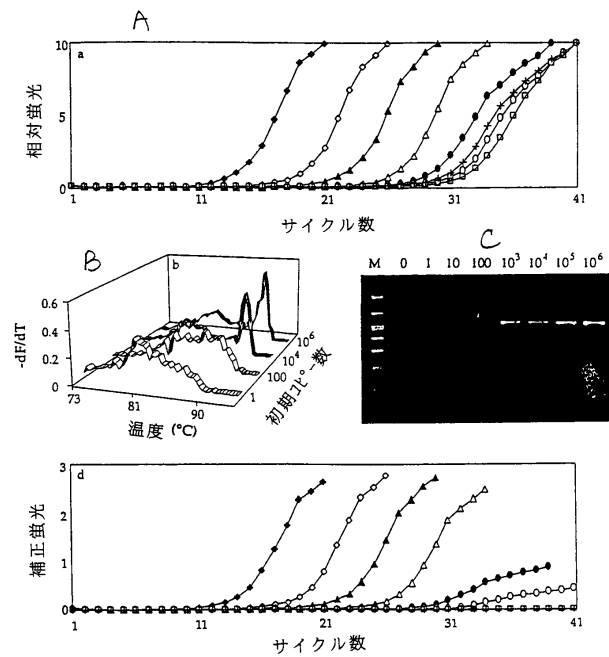 A
a
10
5
0
相対蛍光
1 11 21 31 41
サイクル数
B
b
0.6
0.4
0.2
0
-dF/dT
73 81 90
温度 (°C)
1 100 10⁴ 10⁶
初期コピー数
C
M 0 1 10 100 10³ 10⁴ 10⁵ 10⁶
d
3
2
1
0
補正蛍光
1 11 21 31 41
サイクル数